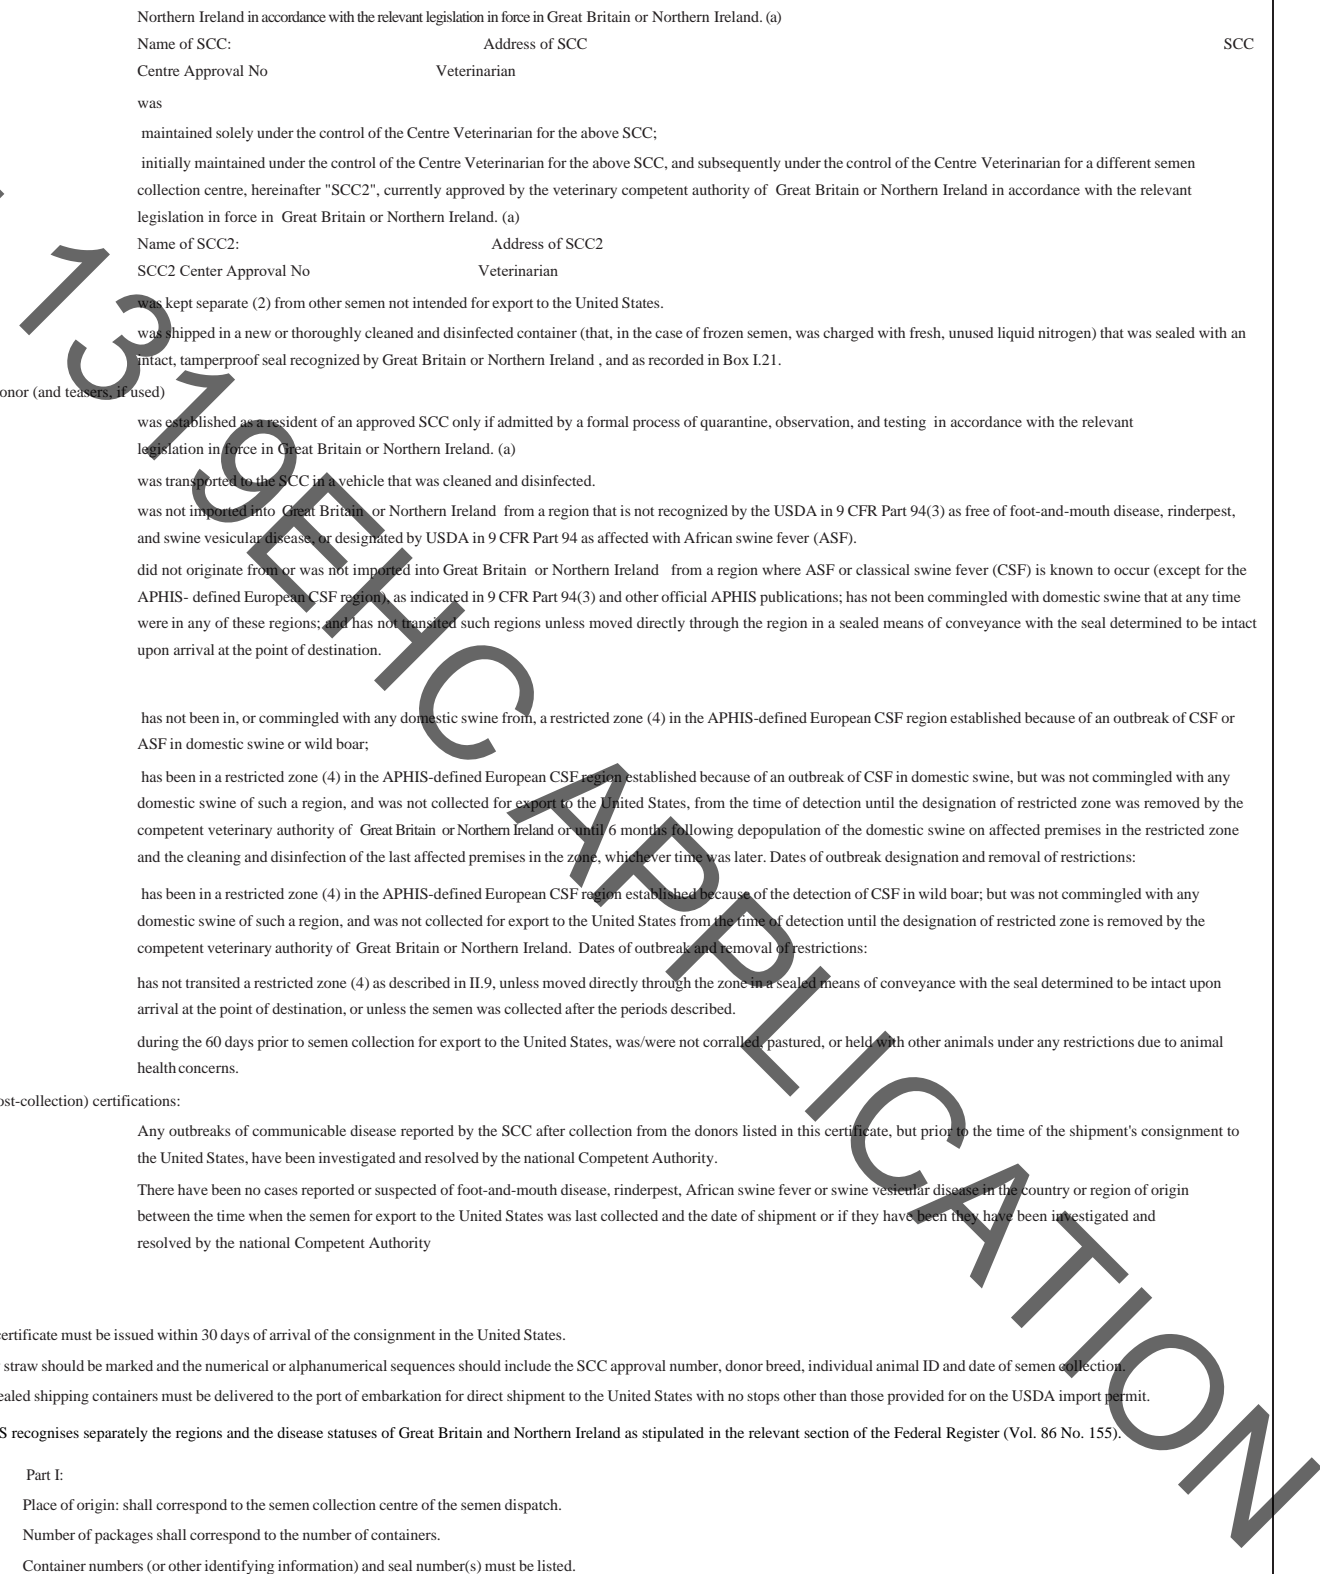 Northern Ireland in accordance with the relevant legislation in force in Great Britain or Northern Ireland. (a)
Name of SCC: Address of SCC SCC
Centre Approval No Veterinarian
was
maintained solely under the control of the Centre Veterinarian for the above SCC;
initially maintained under the control of the Centre Veterinarian for the above SCC, and subsequently under the control of the Centre Veterinarian for a different semen
collection centre, hereinafter "SCC2", currently approved by the veterinary competent authority of Great Britain or Northern Ireland in accordance with the relevant
legislation in force in Great Britain or Northern Ireland. (a)
Name of SCC2: Address of SCC2
SCC2 Center Approval No Veterinarian
was kept separate (2) from other semen not intended for export to the United States.
was shipped in a new or thoroughly cleaned and disinfected container (that, in the case of frozen semen, was charged with fresh, unused liquid nitrogen) that was sealed with an
intact, tamperproof seal recognized by Great Britain or Northern Ireland , and as recorded in Box I.21.
onor (and teasers, if used)
was established as a resident of an approved SCC only if admitted by a formal process of quarantine, observation, and testing in accordance with the relevant
legislation in force in Great Britain or Northern Ireland. (a)
was transported to the SCC in a vehicle that was cleaned and disinfected.
was not imported into Great Britain or Northern Ireland from a region that is not recognized by the USDA in 9 CFR Part 94(3) as free of foot-and-mouth disease, rinderpest,
and swine vesicular disease, or designated by USDA in 9 CFR Part 94 as affected with African swine fever (ASF).
did not originate from or was not imported into Great Britain or Northern Ireland from a region where ASF or classical swine fever (CSF) is known to occur (except for the
APHIS- defined European CSF region), as indicated in 9 CFR Part 94(3) and other official APHIS publications; has not been commingled with domestic swine that at any time
were in any of these regions; and has not transited such regions unless moved directly through the region in a sealed means of conveyance with the seal determined to be intact
upon arrival at the point of destination.
has not been in, or commingled with any domestic swine from, a restricted zone (4) in the APHIS-defined European CSF region established because of an outbreak of CSF or
ASF in domestic swine or wild boar;
has been in a restricted zone (4) in the APHIS-defined European CSF region established because of an outbreak of CSF in domestic swine, but was not commingled with any
domestic swine of such a region, and was not collected for export to the United States, from the time of detection until the designation of restricted zone was removed by the
competent veterinary authority of Great Britain or Northern Ireland or until 6 months following depopulation of the domestic swine on affected premises in the restricted zone
and the cleaning and disinfection of the last affected premises in the zone, whichever time was later. Dates of outbreak designation and removal of restrictions:
has been in a restricted zone (4) in the APHIS-defined European CSF region established because of the detection of CSF in wild boar; but was not commingled with any
domestic swine of such a region, and was not collected for export to the United States from the time of detection until the designation of restricted zone is removed by the
competent veterinary authority of Great Britain or Northern Ireland. Dates of outbreak and removal of restrictions:
has not transited a restricted zone (4) as described in II.9, unless moved directly through the zone in a sealed means of conveyance with the seal determined to be intact upon
arrival at the point of destination, or unless the semen was collected after the periods described.
during the 60 days prior to semen collection for export to the United States, was/were not corralled, pastured, or held with other animals under any restrictions due to animal
health concerns.
ost-collection) certifications:
Any outbreaks of communicable disease reported by the SCC after collection from the donors listed in this certificate, but prior to the time of the shipment's consignment to
the United States, have been investigated and resolved by the national Competent Authority.
There have been no cases reported or suspected of foot-and-mouth disease, rinderpest, African swine fever or swine vesicular disease in the country or region of origin
between the time when the semen for export to the United States was last collected and the date of shipment or if they have been they have been investigated and
resolved by the national Competent Authority
ertificate must be issued within 30 days of arrival of the consignment in the United States.
straw should be marked and the numerical or alphanumerical sequences should include the SCC approval number, donor breed, individual animal ID and date of semen collection.
ealed shipping containers must be delivered to the port of embarkation for direct shipment to the United States with no stops other than those provided for on the USDA import permit.
S recognises separately the regions and the disease statuses of Great Britain and Northern Ireland as stipulated in the relevant section of the Federal Register (Vol. 86 No. 155).
Part I:
Place of origin: shall correspond to the semen collection centre of the semen dispatch.
Number of packages shall correspond to the number of containers.
Container numbers (or other identifying information) and seal number(s) must be listed.
1319EHC APPLICATION